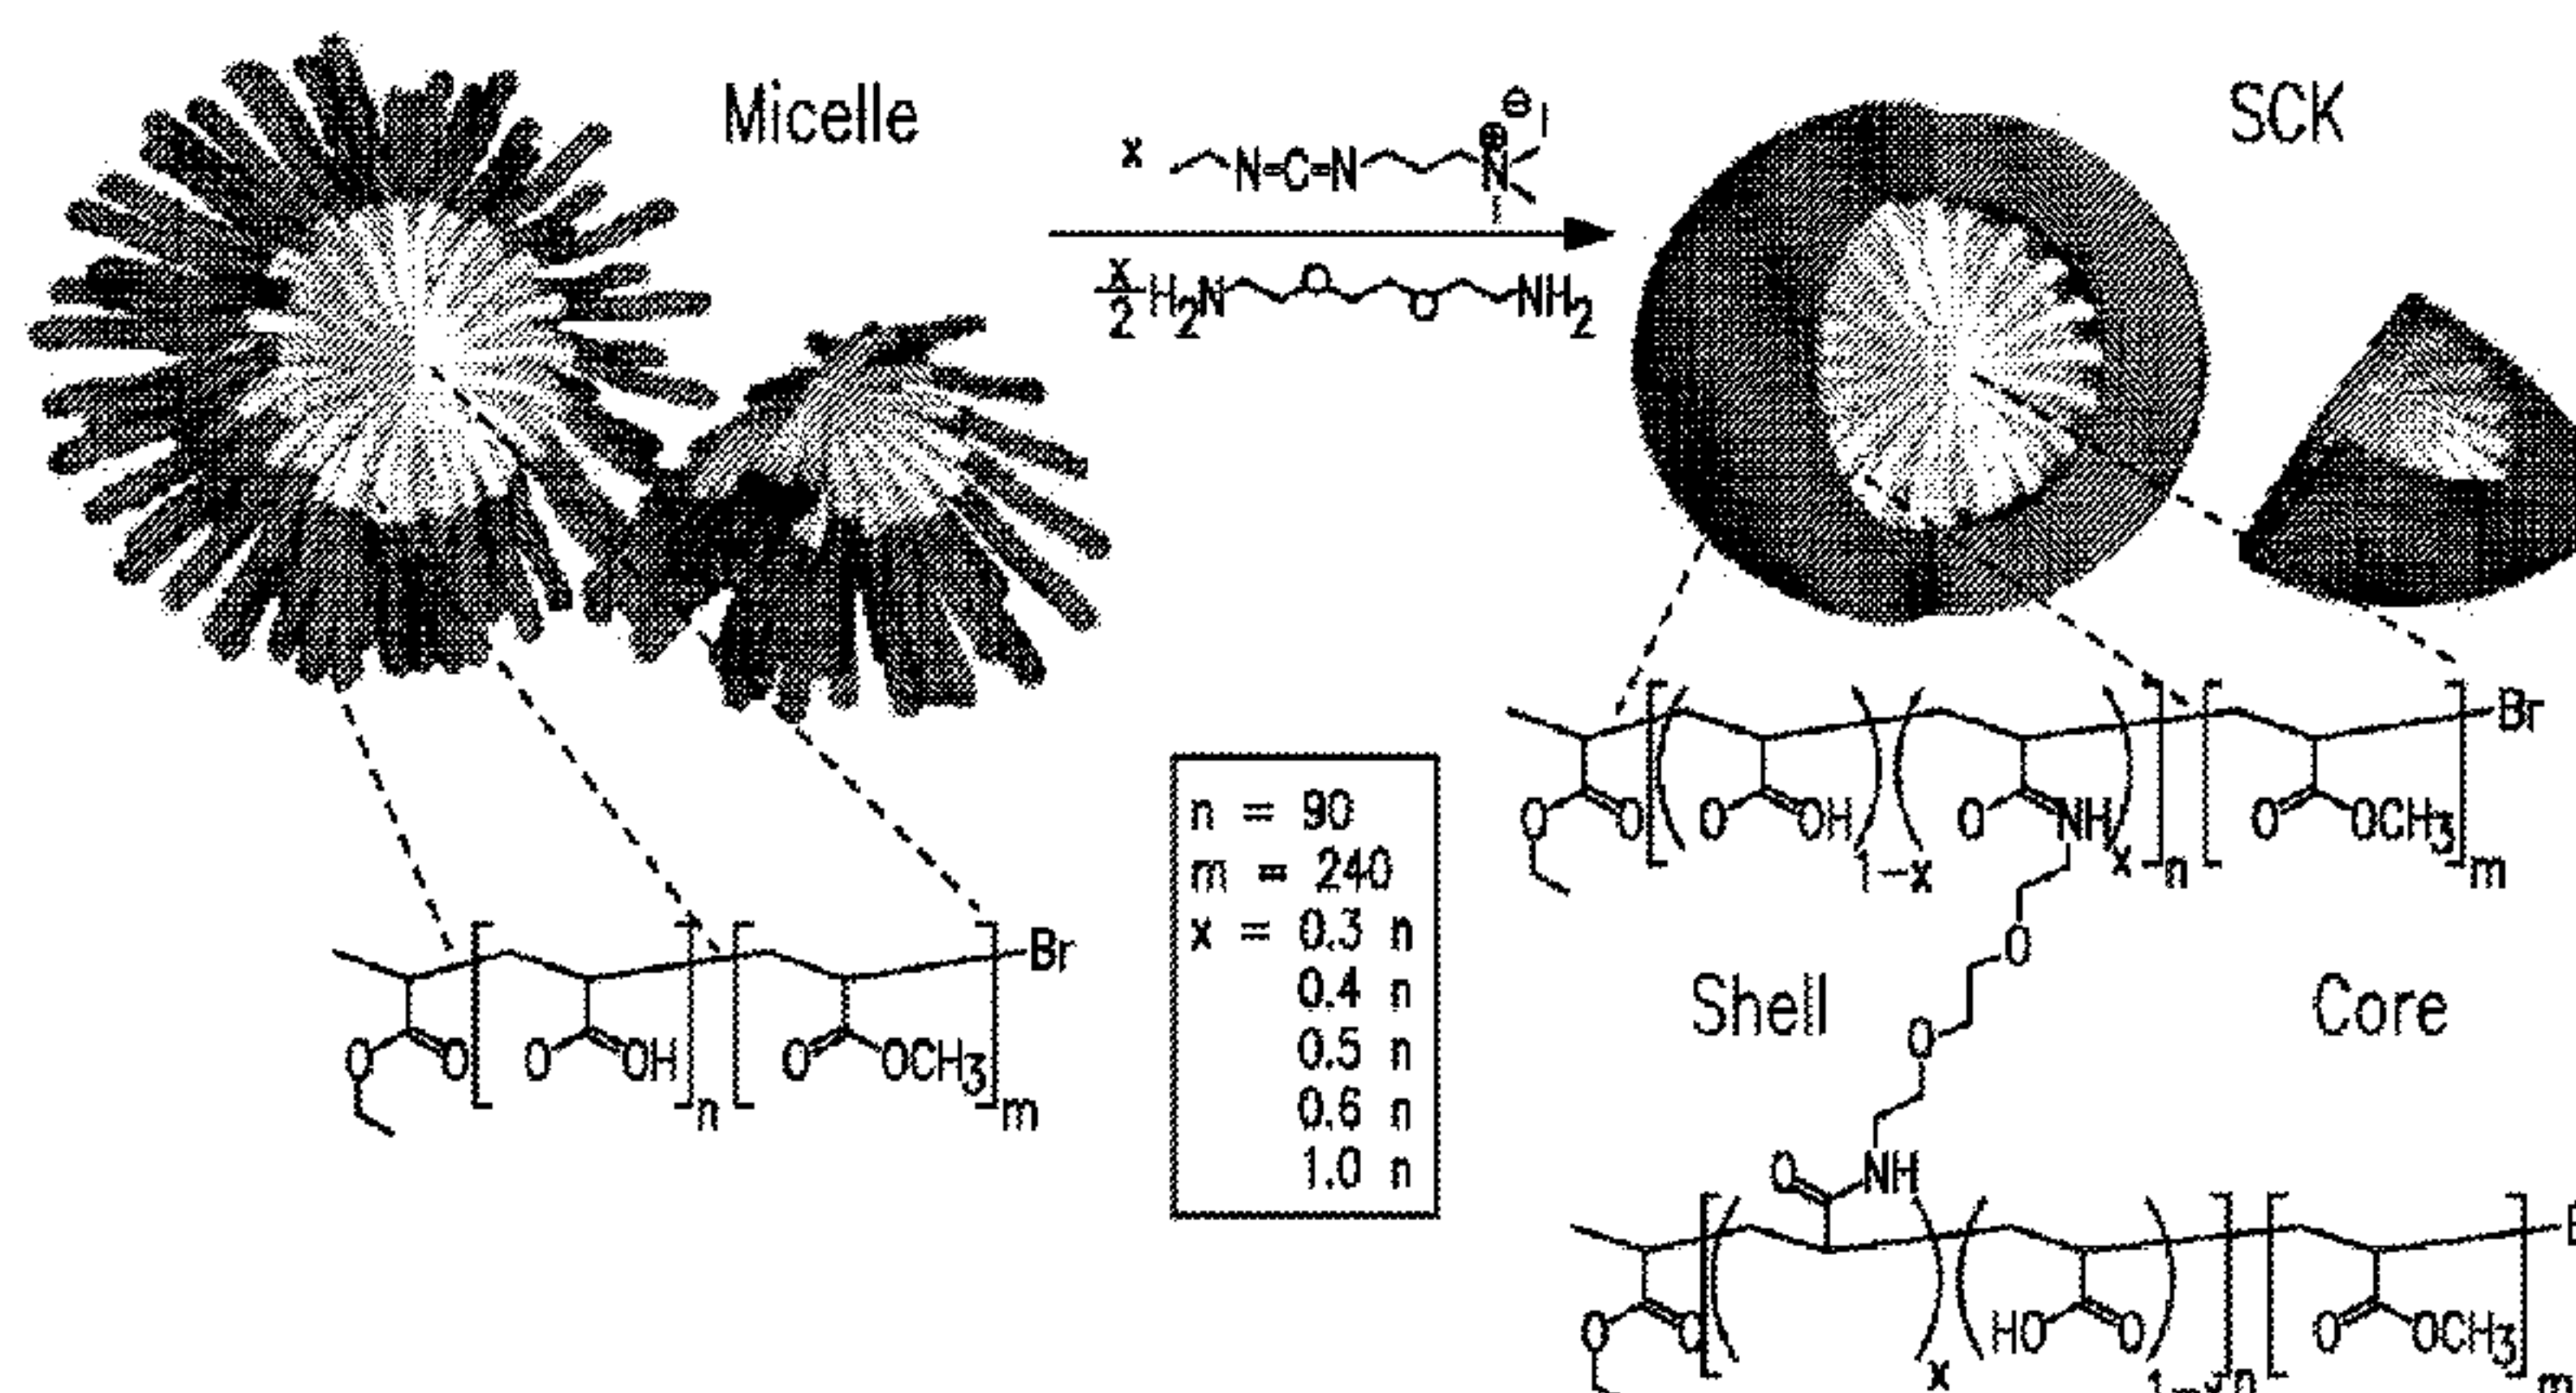 Micelle
SCK
x N=C=N N ⊕ ⊖ I
x/2 H2N O O NH2
Br
O O O OH O OCH3
1-x x n m
n = 90
m = 240
x = 0.3 n
0.4 n
0.5 n
0.6 n
1.0 n
NH
O
O
Br
O O O OH O OCH3
n m
Shell
Core
O NH
O O HO O O OCH3
x n